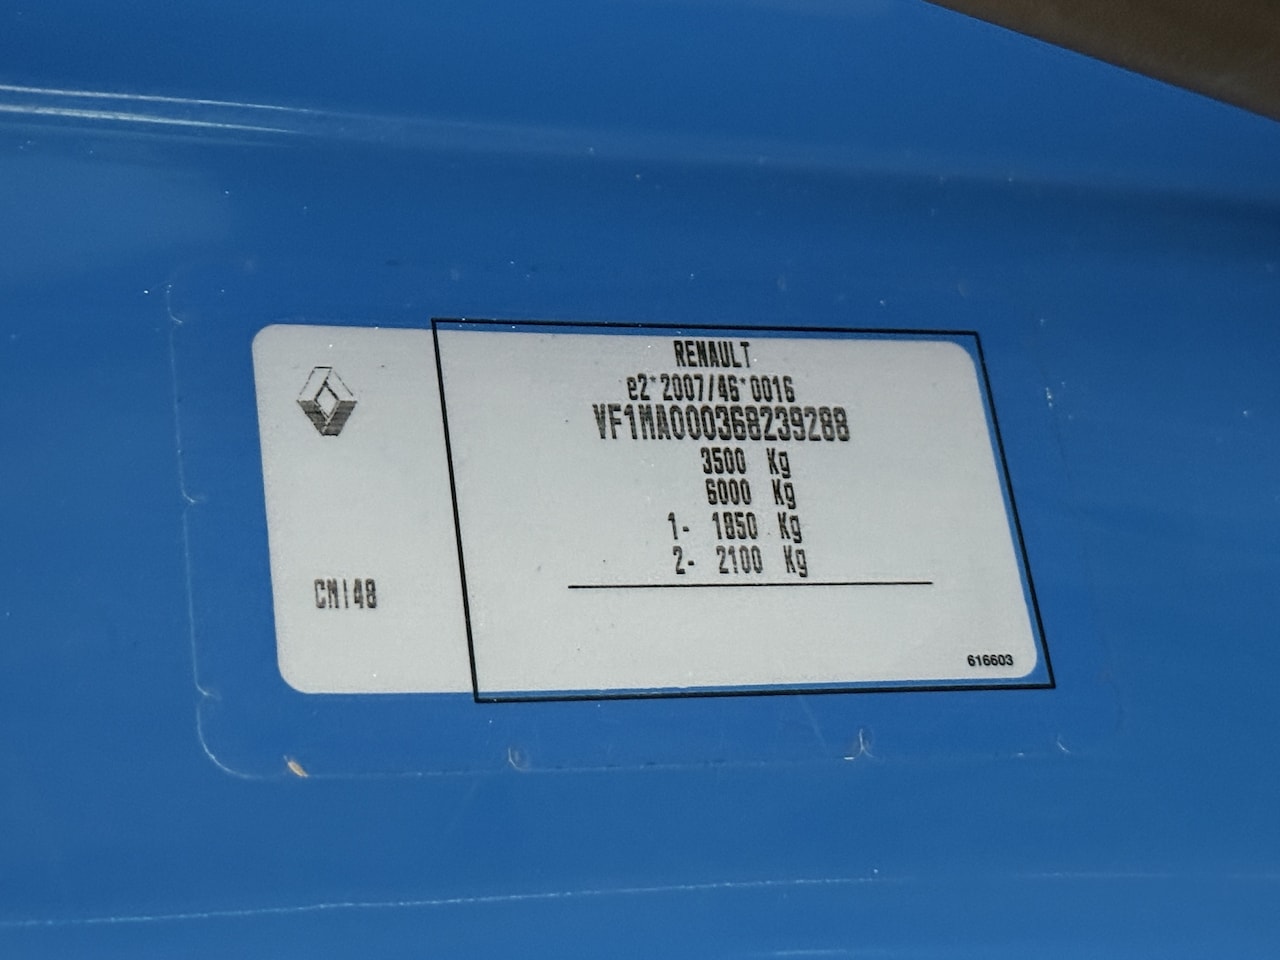 RENAULT
e2*2007/46*0016
VF1MA000368239288
3500 Kg
6000 Kg
1- 1850 Kg
2- 2100 Kg
CM148
616603